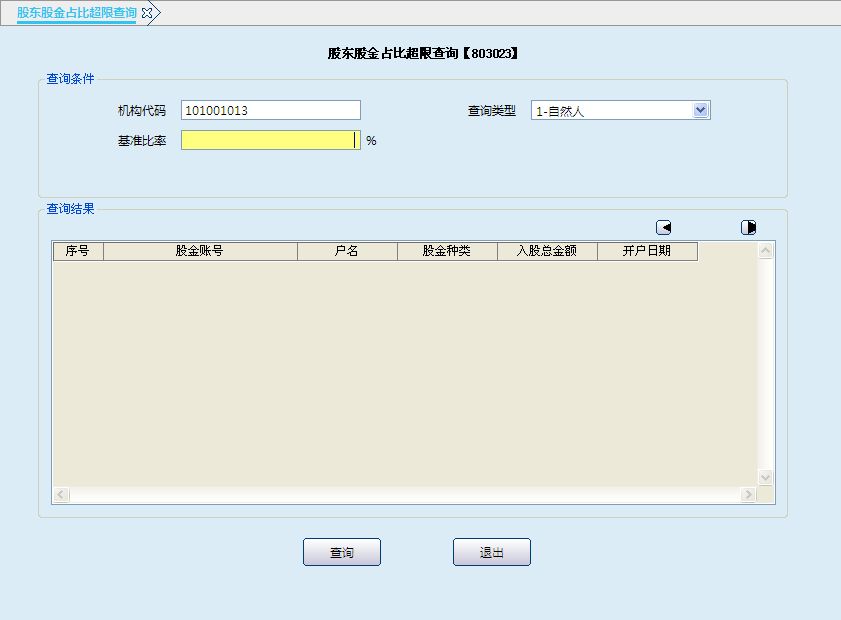 股东股金占比超限查询
股东股金占比超限查询【803023】
查询条件
机构代码 101001013 查询类型 1-自然人
基准比率 %
查询结果
序号 股金账号 户名 股金种类 入股总金额 开户日期
查询 退出